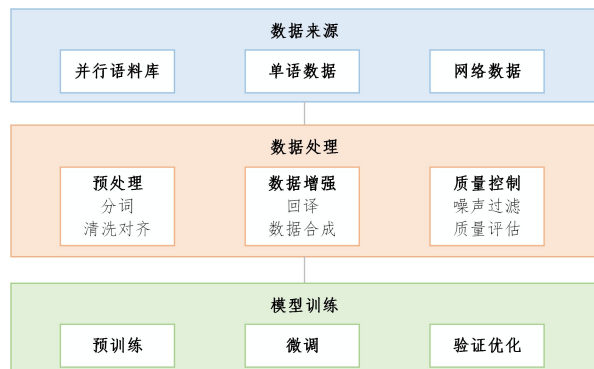 数据来源
并行语料库
单语数据
网络数据
数据处理
预处理
分词
清洗对齐
数据增强
回译
数据合成
质量控制
噪声过滤
质量评估
模型训练
预训练
微调
验证优化